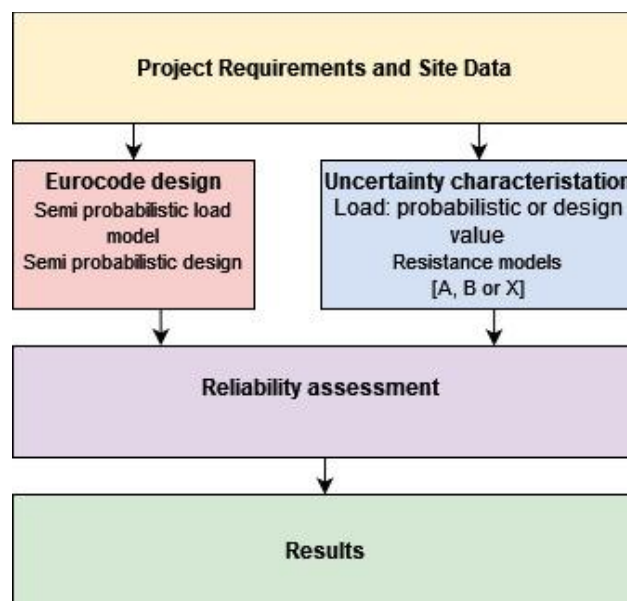 Project Requirements and Site Data
Eurocode design
Semi probabilistic load
model
Semi probabilistic design
Uncertainty characteristation
Load: probabilistic or design
value
Resistance models
[A, B or X]
Reliability assessment
Results